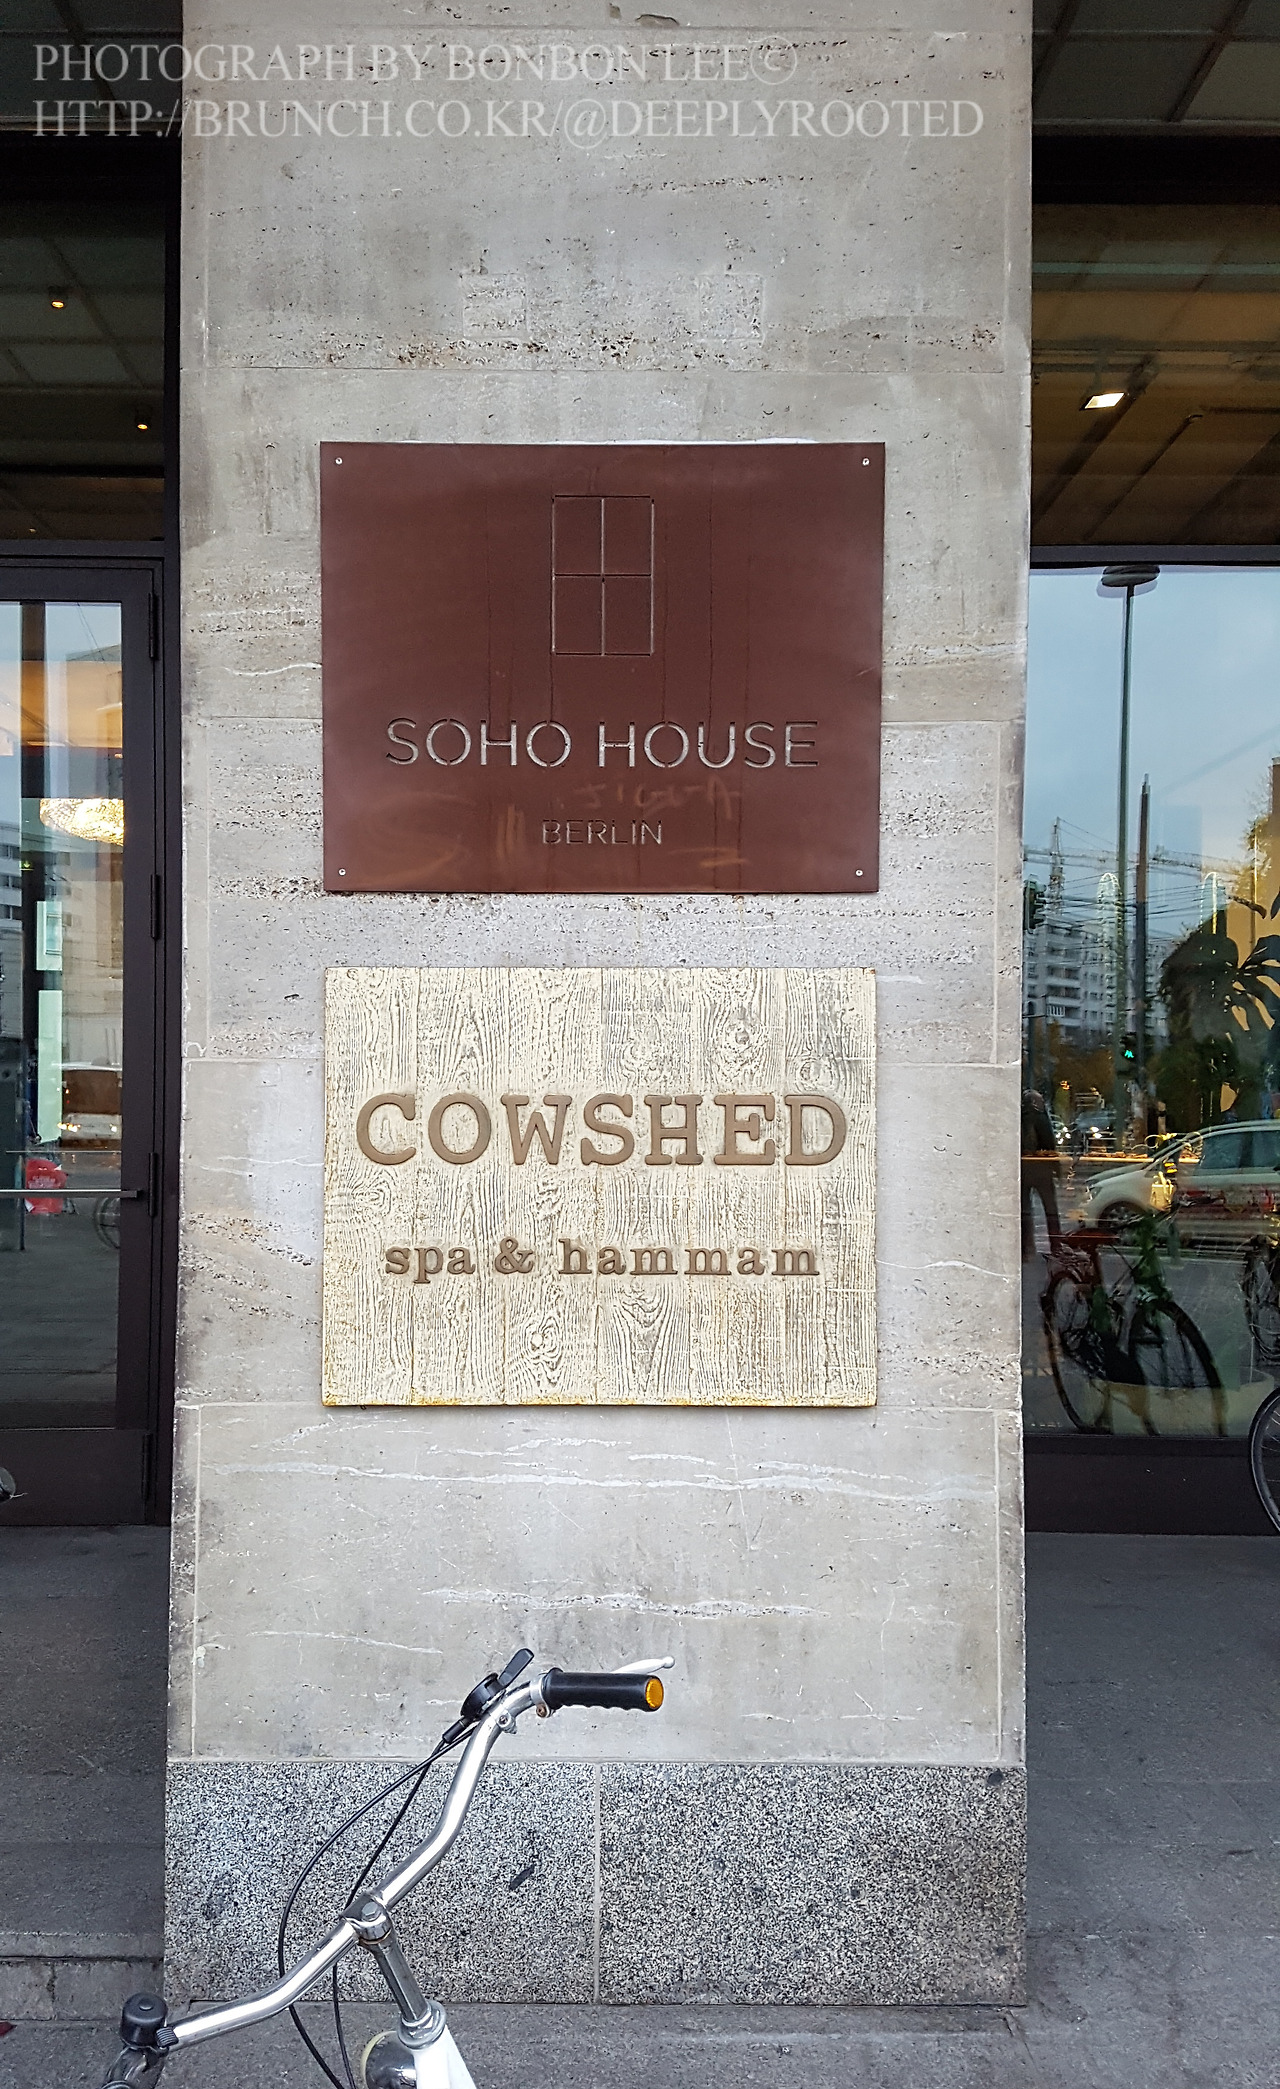 PHOTOGRAPH BY BONBON LEE©
HTTP://BRUNCH.CO.KR/@DEEPLYROOTED
SOHO HOUSE
BERLIN
COWSHED
spa & hammam